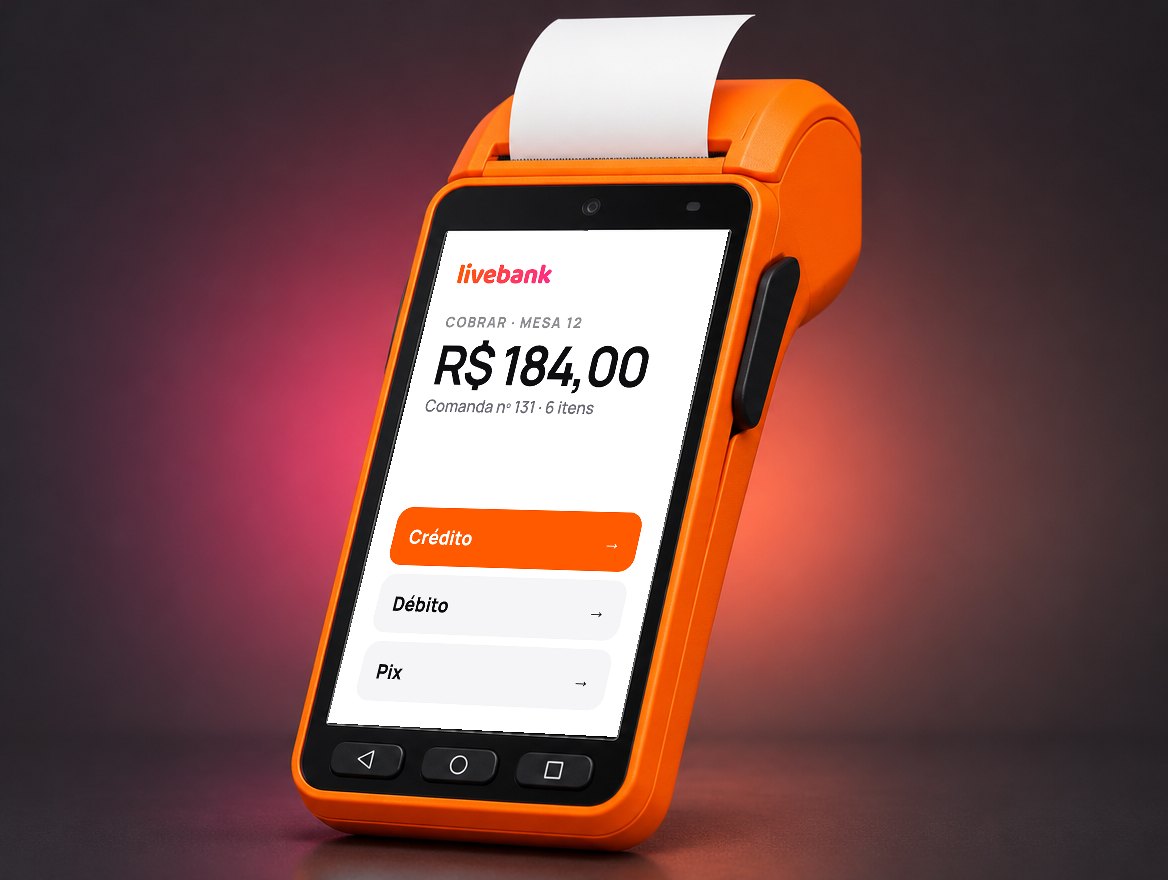 livebank
COBRAR · MESA 12
R$ 184,00
Comanda nº 131 · 6 itens
Crédito →
Débito →
Pix →